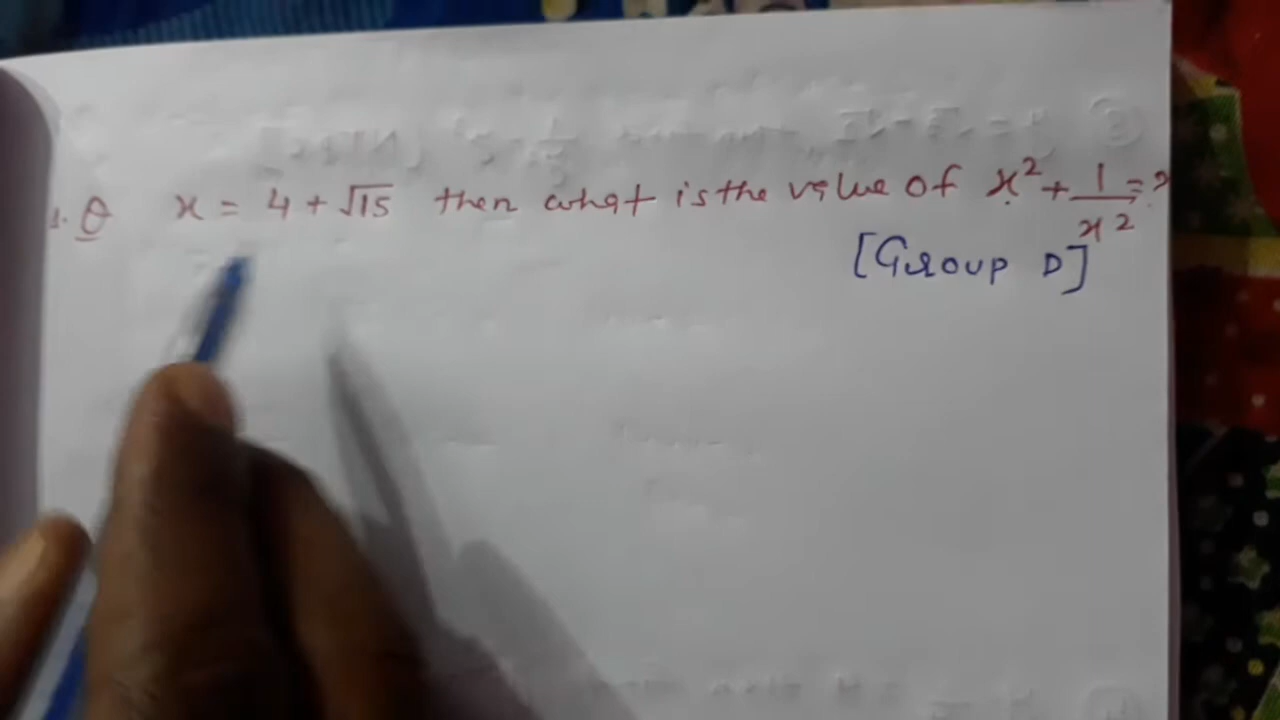 1. Q x = 4 + √15 then what is the value of x² + 1/x² = ?
[Group D]